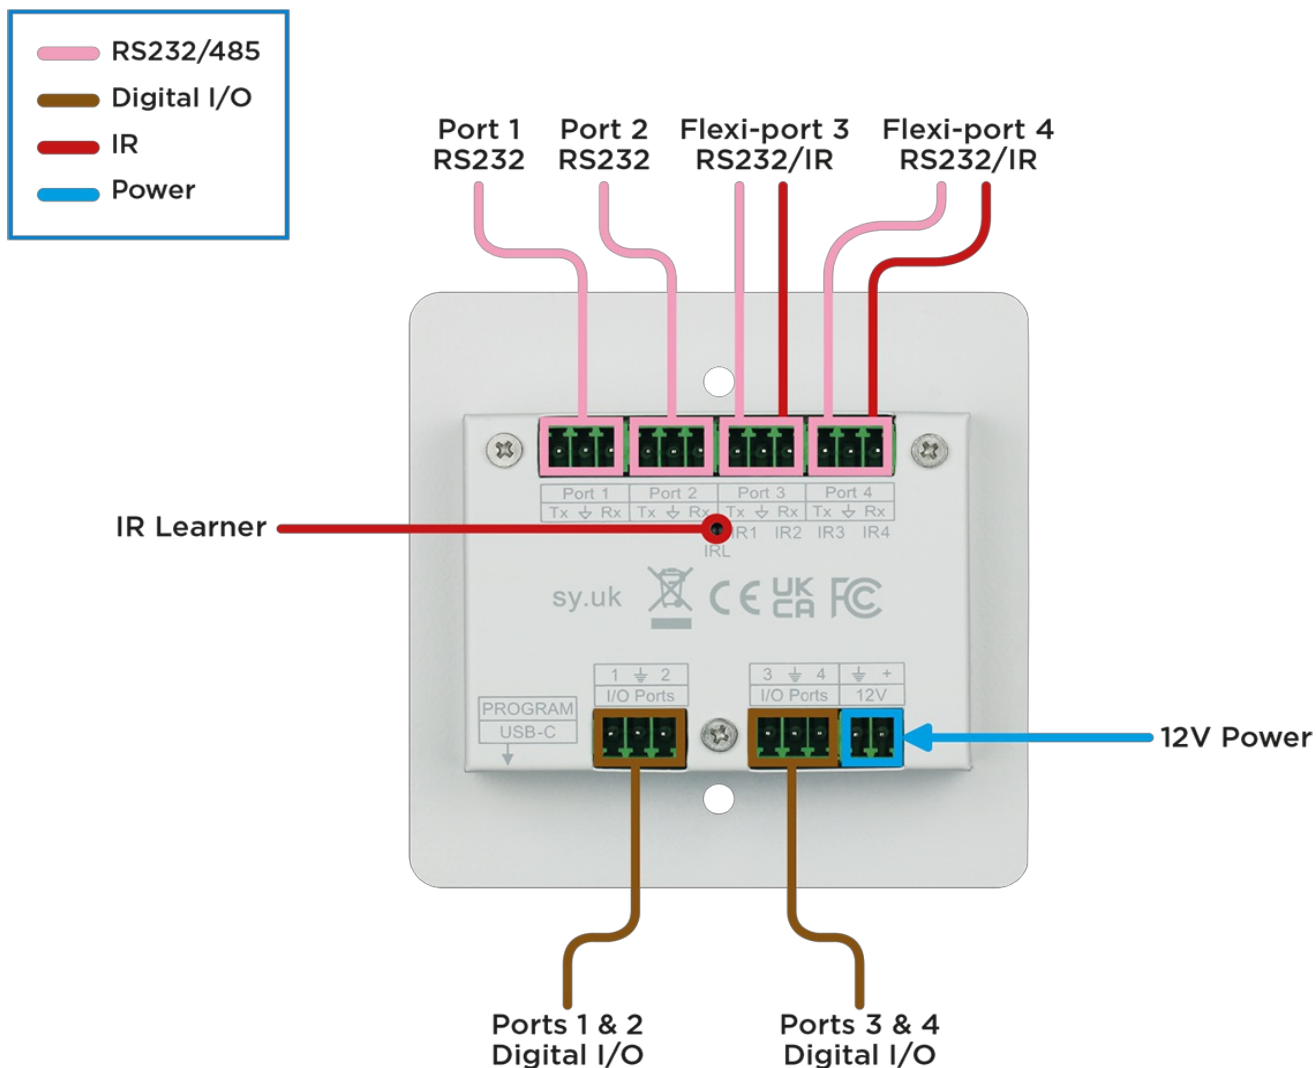 RS232/485
Digital I/O
IR
Power
Port 1
RS232
Port 2
RS232
Flexi-port 3
RS232/IR
Flexi-port 4
RS232/IR
Port 1 Port 2 Port 3 Port 4
Tx Rx Tx Rx Tx Rx Tx Rx
IR1 IR2 IR3 IR4
IRL
IR Learner
sy.uk CE UK CA FC
1 2
I/O Ports
3 4 +
I/O Ports 12V
PROGRAM
USB-C
12V Power
Ports 1 & 2
Digital I/O
Ports 3 & 4
Digital I/O